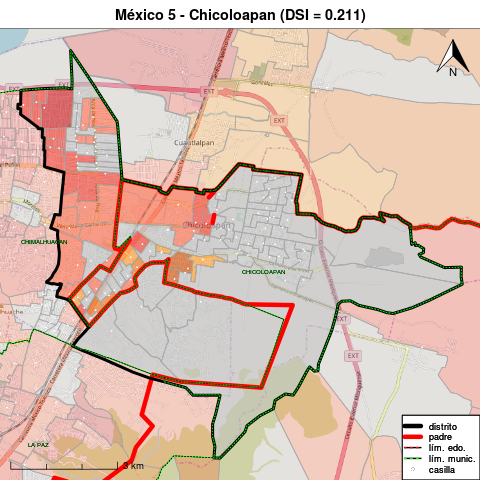 México 5 - Chicoloapan (DSI = 0.211)
N
EXT
EXT
EXT
Cuautlalpan
Chicoloapan
CHIMALHUACAN
CHICOLOAPAN
EXT
EXT
LA PAZ
3 km
distrito
padre
lím. edo.
lím. munic.
casilla